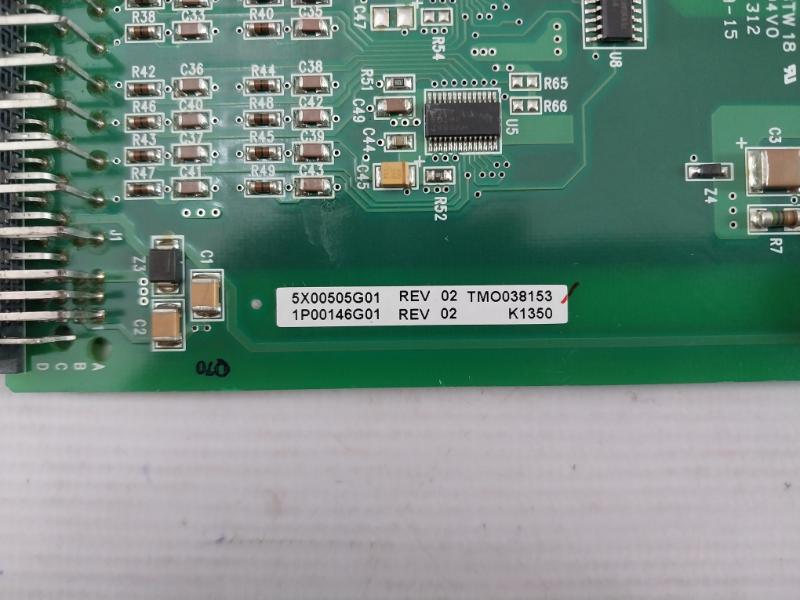 R38
C33
R40
C35
C47
R54
U8
TW 18
4V0
312
-15
R42
C36
R44
C38
R51
R65
R46
C40
R48
C42
C49
R66
R43
C37
R45
C39
C44
U5
R47
C41
R49
C43
C45
R52
C3
Z4
R7
J1
Z3
C1
C2
5X00505G01 REV 02 TMO038153
1P00146G01 REV 02 K1350
D C B A
Q70